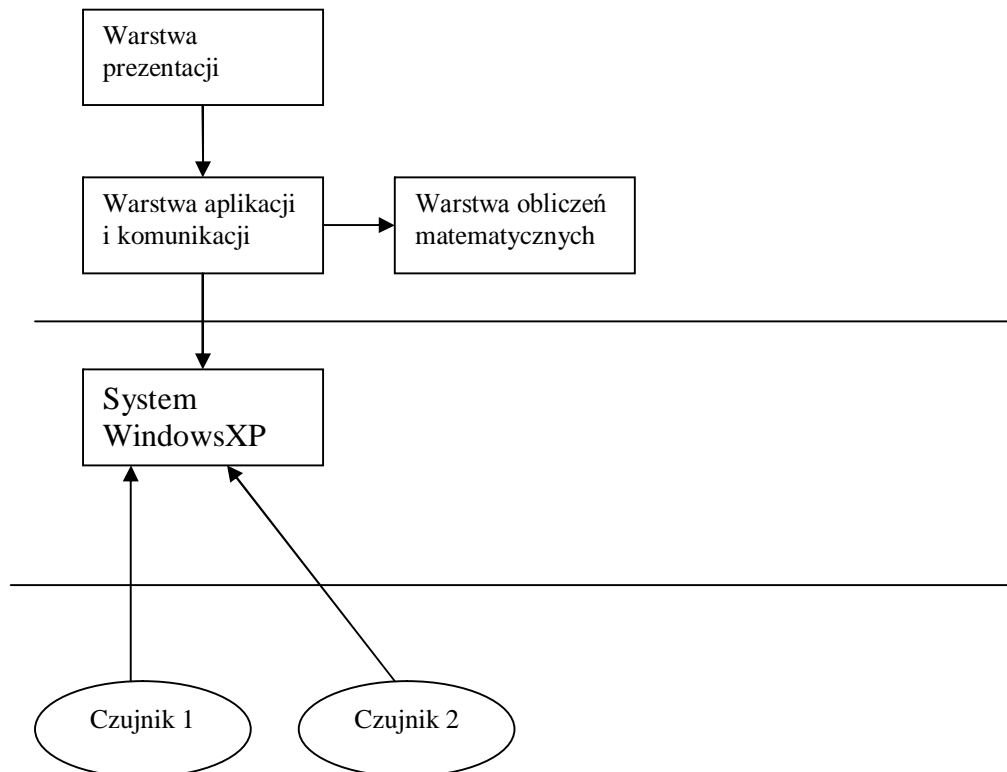 Warstwa
prezentacji
Warstwa aplikacji
i komunikacji
Warstwa obliczeń
matematycznych
System
WindowsXP
Czujnik 1
Czujnik 2